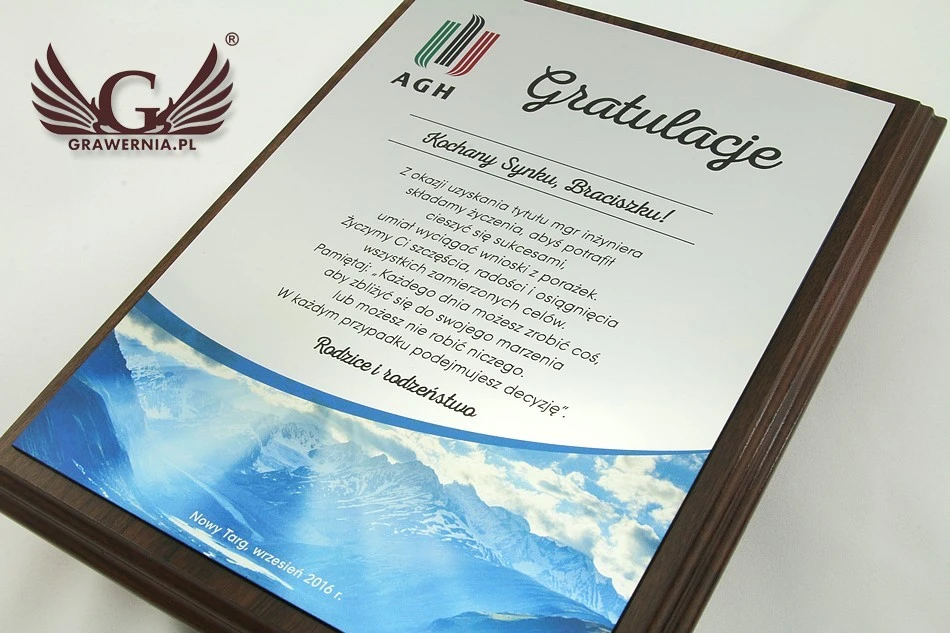 G
®
GRAWERNIA.PL
AGH
Gratulacje
Kochany Synku, Braciszku!
Z okazji uzyskania tytułu mgr inżyniera
składamy życzenia, abyś potrafił
cieszyć się sukcesami,
umiał wyciągać wnioski z porażek.
Życzymy Ci szczęścia, radości i osiągnięcia
wszystkich zamierzonych celów.
Pamiętaj: „Każdego dnia możesz zrobić coś,
aby zbliżyć się do swojego marzenia
lub możesz nie robić niczego.
W każdym przypadku podejmujesz decyzję”.
Rodzice i rodzeństwo
Nowy Targ, wrzesień 2016 r.